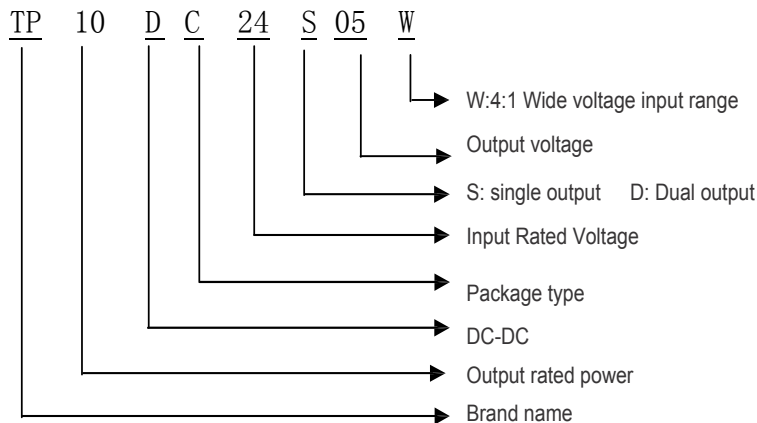 TP 10 D C 24 S 05 W
W:4:1 Wide voltage input range
Output voltage
S: single output D: Dual output
Input Rated Voltage
Package type
DC-DC
Output rated power
Brand name